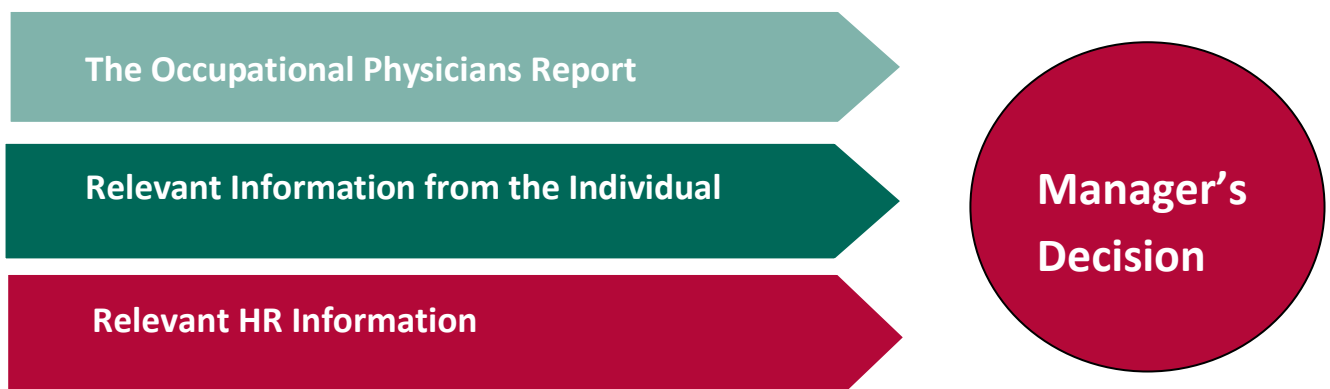 The Occupational Physicians Report
Relevant Information from the Individual
Relevant HR Information
Manager’s
Decision